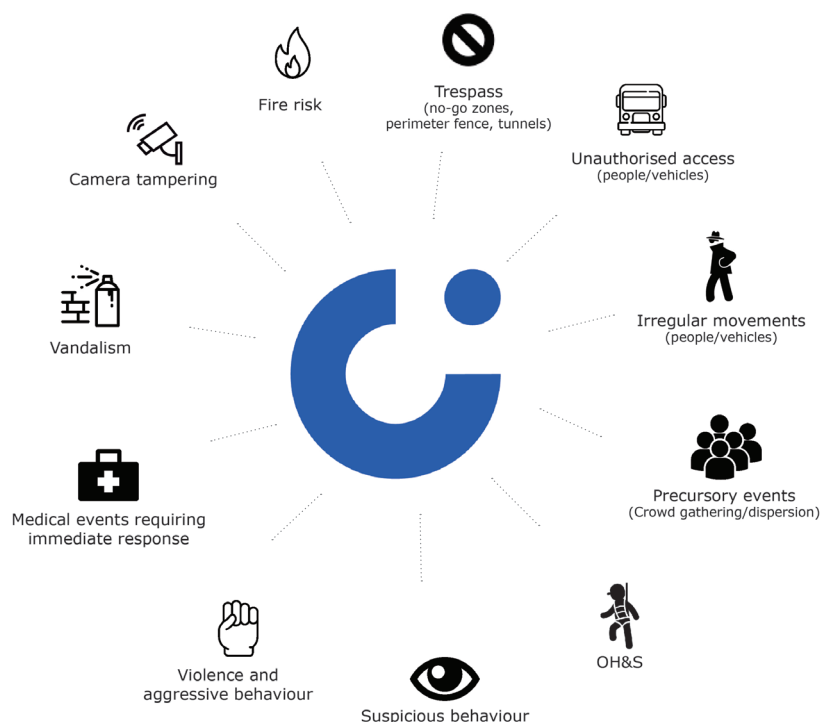 Fire risk
Trespass
(no-go zones,
perimeter fence, tunnels)
Unauthorised access
(people/vehicles)
Camera tampering
Irregular movements
(people/vehicles)
Vandalism
Precursory events
(Crowd gathering/dispersion)
Medical events requiring
immediate response
OH&S
Violence and
aggressive behaviour
Suspicious behaviour